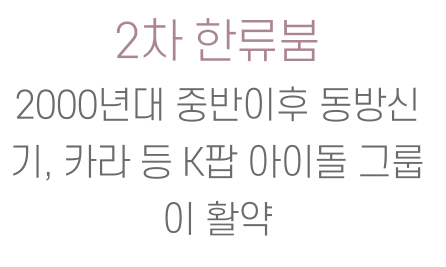 2차 한류붐
2000년대 중반이후 동방신
기, 카라 등 K팝 아이돌 그룹
이 활약